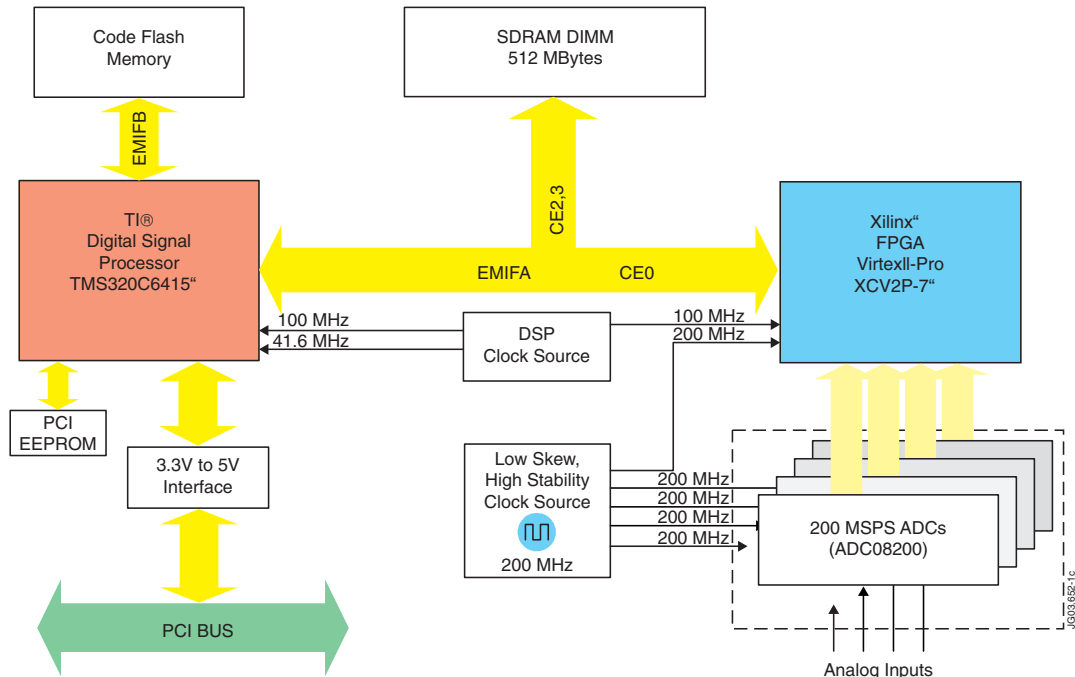 Code Flash
Memory
SDRAM DIMM
512 MBytes
EMIFB
CE2,3
TI®
Digital Signal
Processor
TMS320C6415“
Xilinx“
FPGA
VirtexII-Pro
XCV2P-7“
EMIFA
CE0
100 MHz
41.6 MHz
DSP
Clock Source
100 MHz
200 MHz
PCI
EEPROM
3.3V to 5V
Interface
Low Skew,
High Stability
Clock Source
200 MHz
200 MHz
200 MHz
200 MHz
200 MHz
200 MSPS ADCs
(ADC08200)
PCI BUS
Analog Inputs
JG03.652-1c